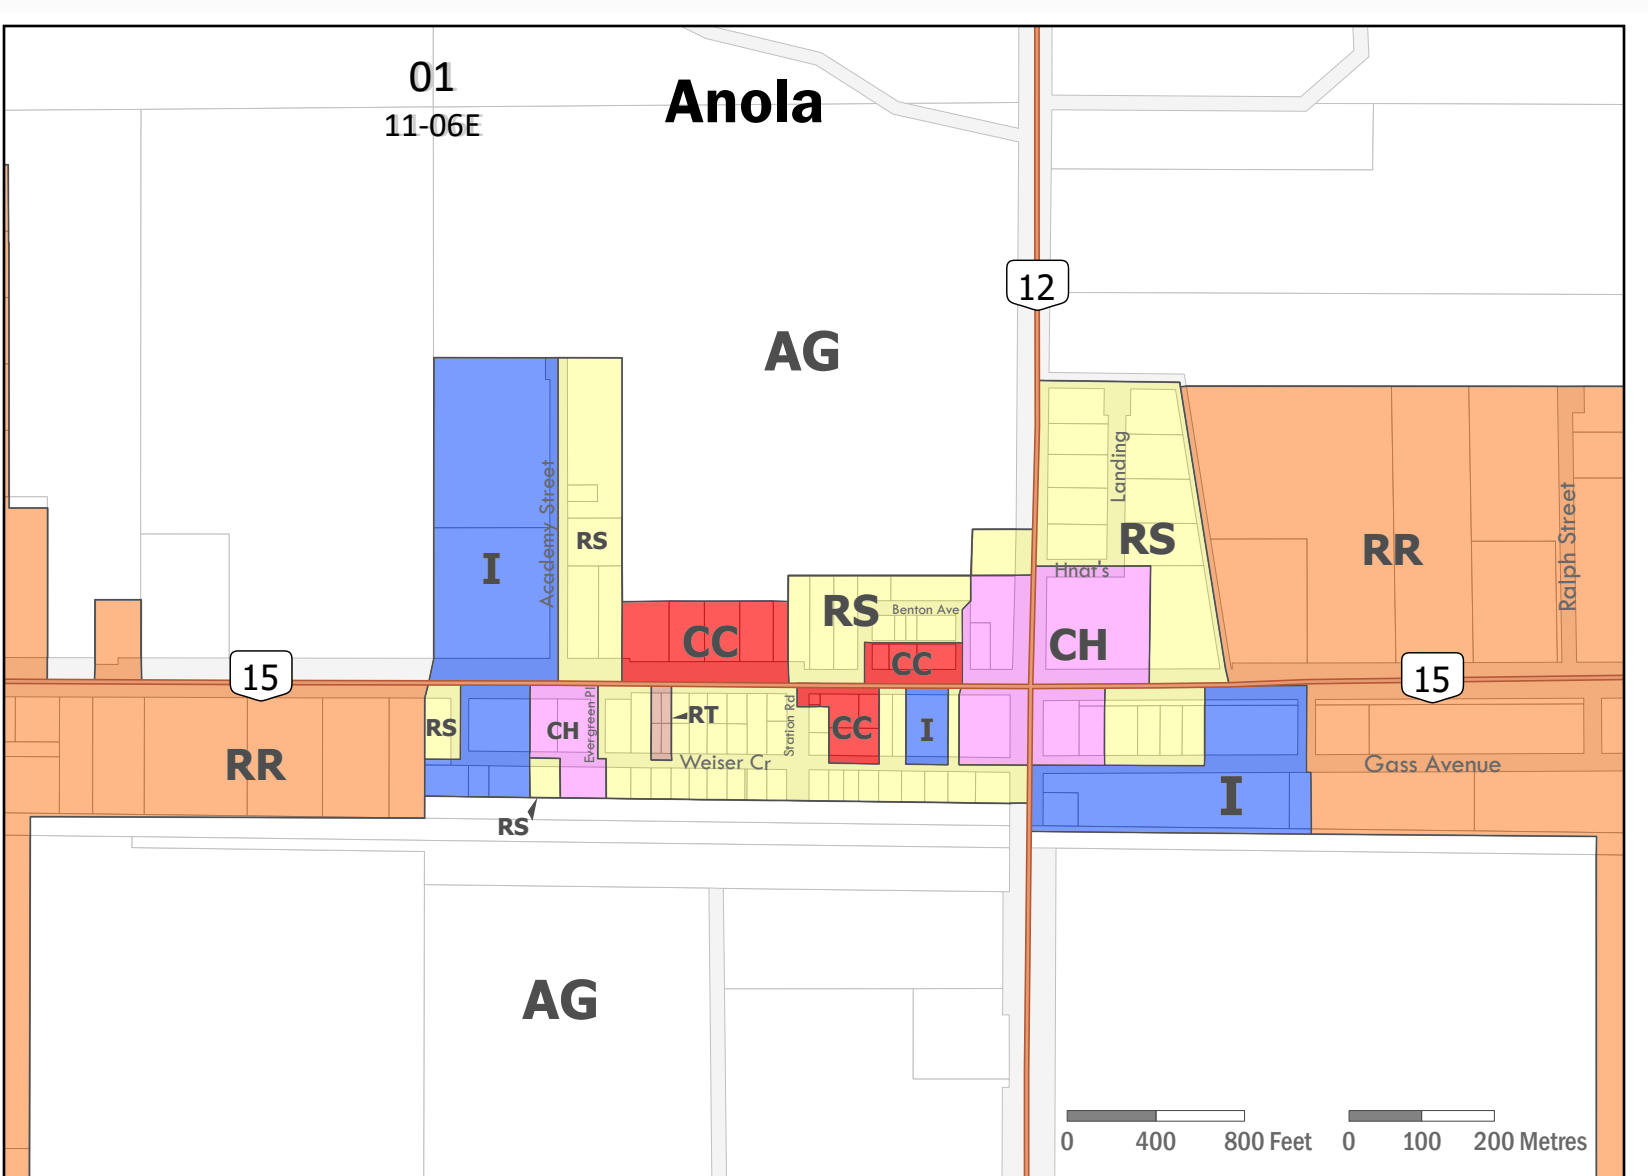 01
11-06E
Anola
12
AG
Landing
Academy Street
RS
I
RS
Hnat's
RR
Ralph Street
RS
Benton Ave
CC
CC
CH
15
15
RS
CH
Evergreen Pl
RT
Station Rd
CC
I
Weiser Cr
RR
Gass Avenue
I
RS
AG
0 400 800 Feet
0 100 200 Metres